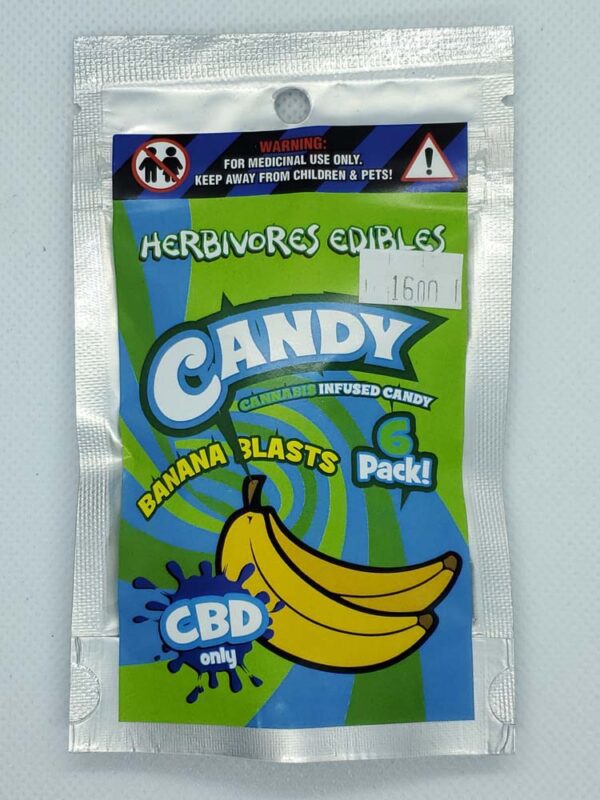 WARNING:
FOR MEDICINAL USE ONLY.
KEEP AWAY FROM CHILDREN & PETS!
HERBIVORES EDIBLES
1600
CANDY
CANNABIS INFUSED CANDY
BANANA BLASTS
6
Pack!
CBD
only